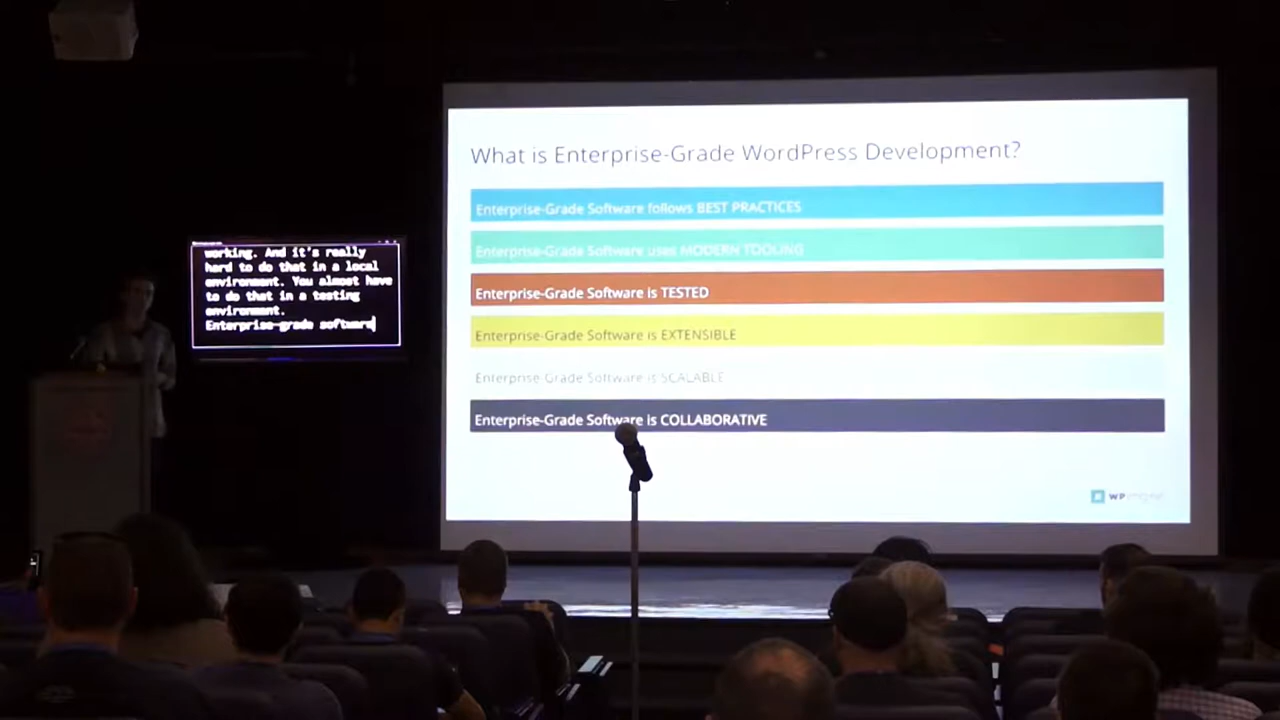 What is Enterprise-Grade WordPress Development?
Enterprise-Grade Software follows BEST PRACTICES
Enterprise-Grade Software uses MODERN TOOLING
Enterprise-Grade Software is TESTED
Enterprise-Grade Software is EXTENSIBLE
Enterprise-Grade Software is SCALABLE
Enterprise-Grade Software is COLLABORATIVE
WP engine
working. And it's really
hard to do that in a local
environment. You almost have
to do that in a testing
environment.
Enterprise-grade software